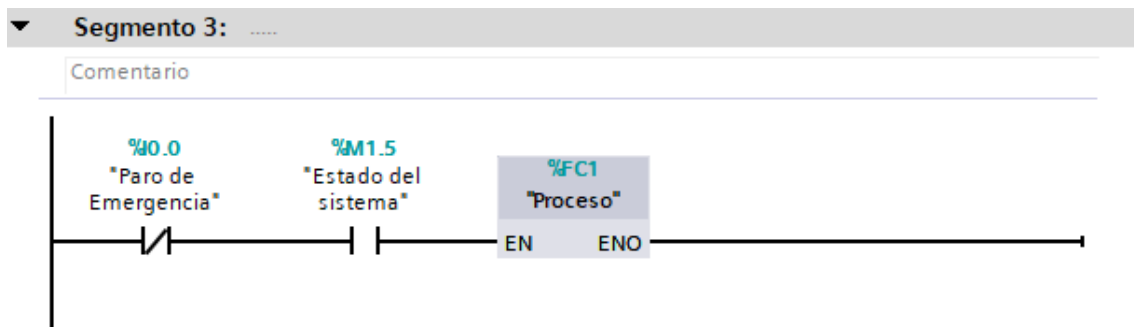 Segmento 3: .....
Comentario
%I0.0
"Paro de
Emergencia"
%M1.5
"Estado del
sistema"
%FC1
"Proceso"
EN ENO